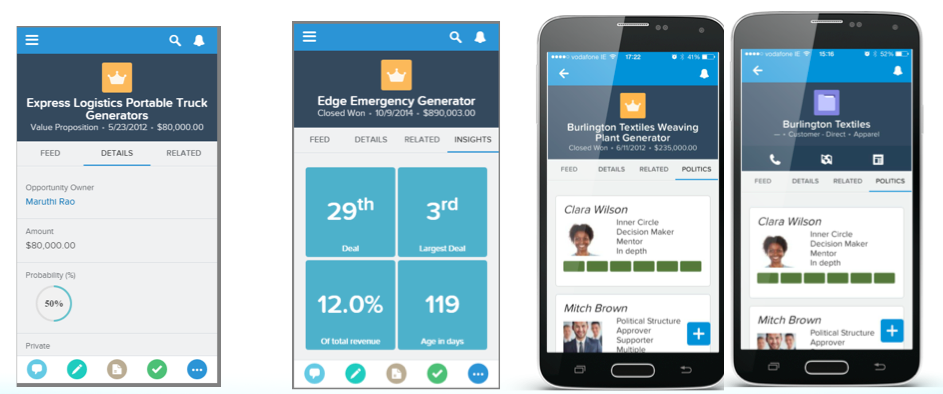 Express Logistics Portable Truck
Generators
Value Proposition • 5/23/2012 • $80,000.00
FEED DETAILS RELATED
Opportunity Owner
Maruthi Rao
Amount
$80,000.00
Probability (%)
50%
Private
Edge Emergency Generator
Closed Won • 10/9/2014 • $890,003.00
FEED DETAILS RELATED INSIGHTS
29th
Deal
3rd
Largest Deal
12.0%
Of total revenue
119
Age in days
vodafone IE 17:22 41%
Burlington Textiles Weaving
Plant Generator
Closed Won • 6/11/2012 • $235,000.00
FEED DETAILS RELATED POLITICS
Clara Wilson
Inner Circle
Decision Maker
Mentor
In depth
Mitch Brown
Political Structure
Approver
Supporter
Multiple
vodafone IE 15:16 52%
Burlington Textiles
— • Customer - Direct • Apparel
FEED DETAILS RELATED POLITICS
Clara Wilson
Inner Circle
Decision Maker
Mentor
In depth
Mitch Brown
Political Structure
Approver
Supporter